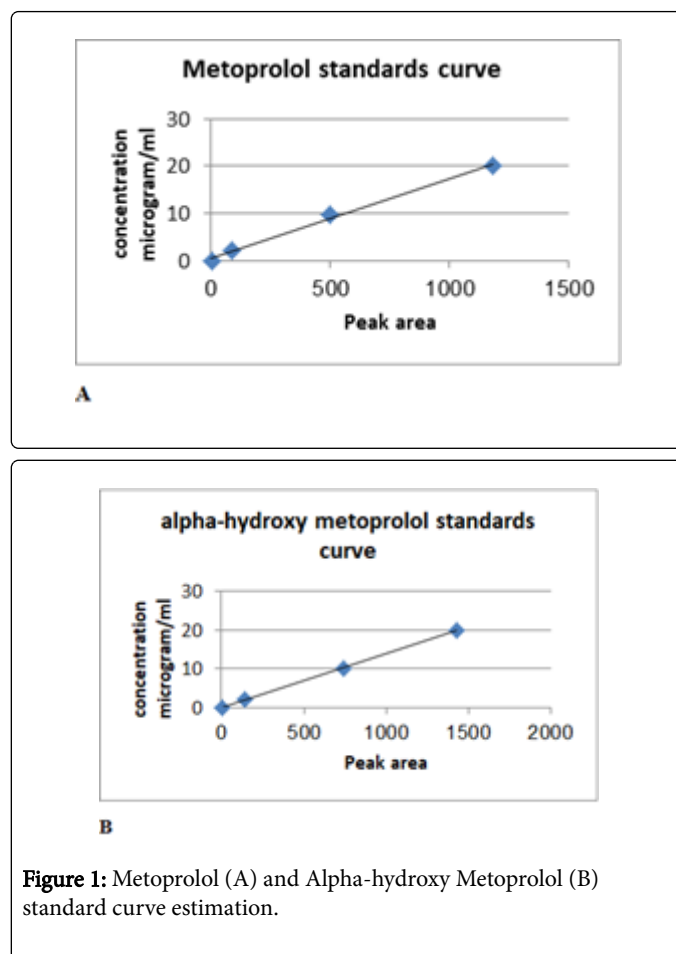 Metoprolol standards curve
concentration
microgram/ml
30
20
10
0
0 500 1000 1500
Peak area
A
alpha-hydroxy metoprolol standards
curve
concentration
microgram/ml
30
20
10
0
0 500 1000 1500 2000
Peak area
B
Figure 1: Metoprolol (A) and Alpha-hydroxy Metoprolol (B)
standard curve estimation.